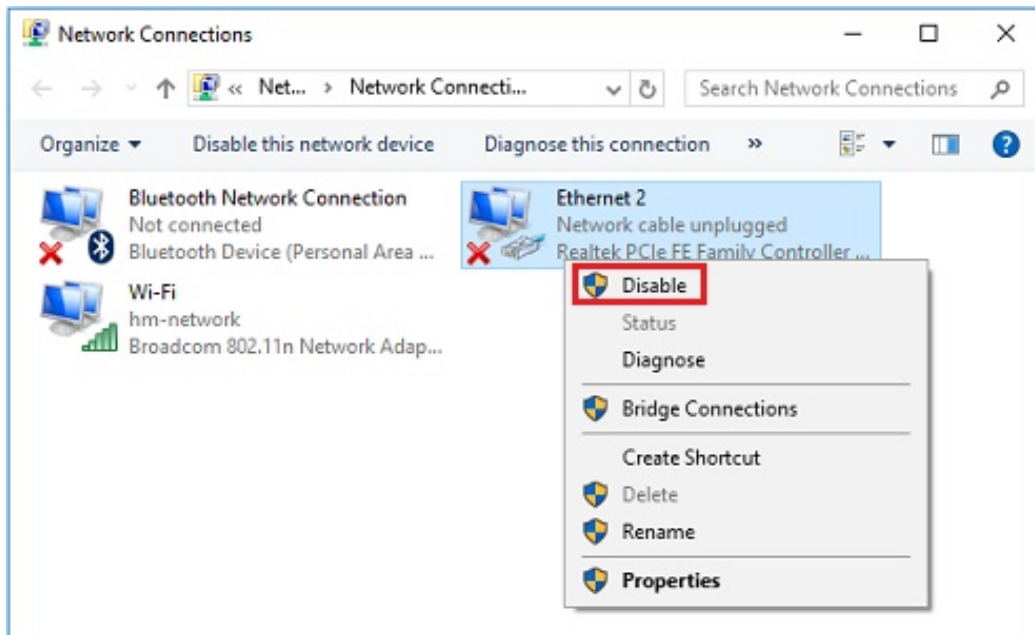 Network Connections
« Net... › Network Connecti...
Search Network Connections
Organize
Disable this network device
Diagnose this connection
»
?
Bluetooth Network Connection
Not connected
Bluetooth Device (Personal Area ...
Ethernet 2
Network cable unplugged
Realtek PCIe FE Family Controller ...
Wi-Fi
hm-network
Broadcom 802.11n Network Adap...
Disable
Status
Diagnose
Bridge Connections
Create Shortcut
Delete
Rename
Properties